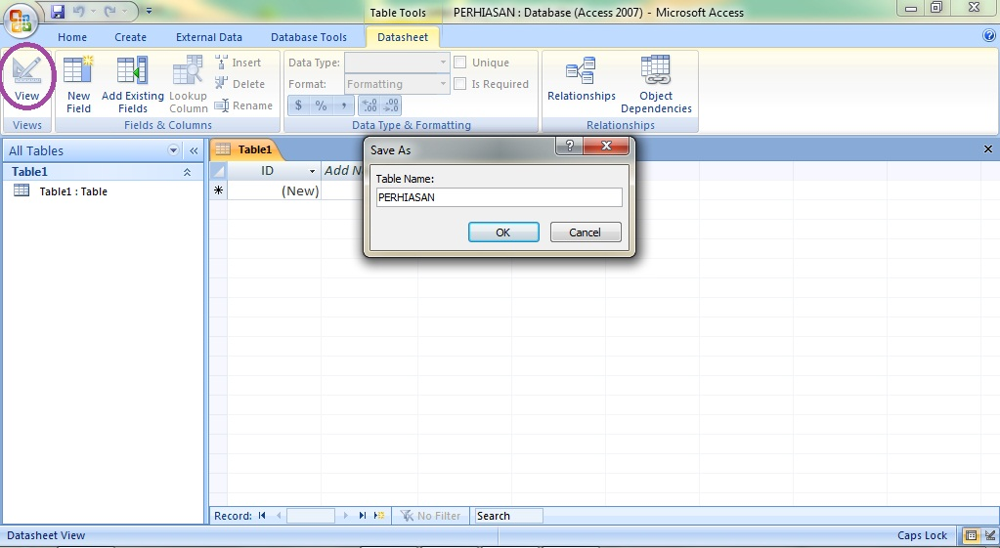 Table Tools PERHIASAN : Database (Access 2007) - Microsoft Access
Home Create External Data Database Tools Datasheet
View
Views
New Field
Add Existing Fields
Lookup Column
Insert
Delete
Rename
Fields & Columns
Data Type:
Format: Formatting
$ % , .00 .00
Unique
Is Required
Data Type & Formatting
Relationships
Object Dependencies
Relationships
All Tables
Table1
Table1 : Table
Table1
ID Add N
(New)
Save As
Table Name:
PERHIASAN
OK Cancel
Record: No Filter Search
Datasheet View Caps Lock